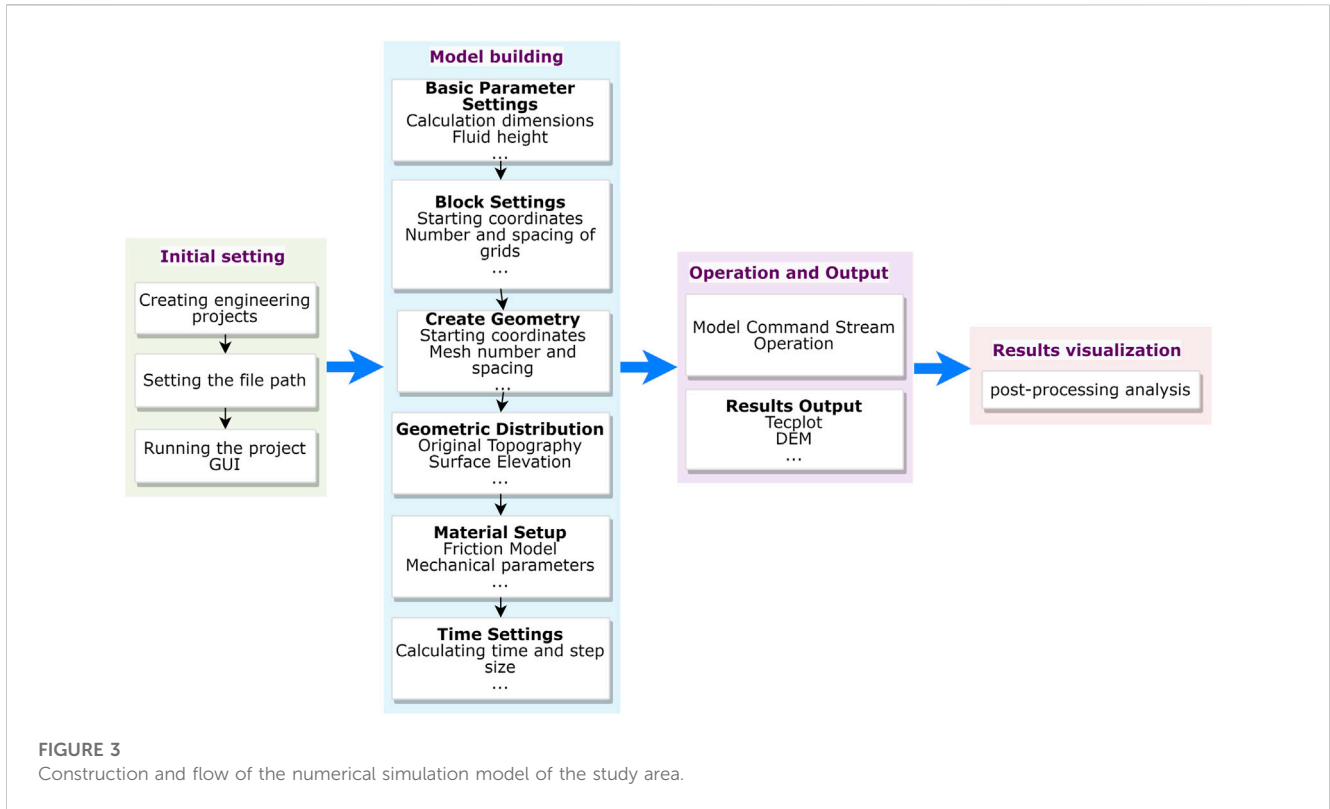 Initial setting
Creating engineering
projects
Setting the file path
Running the project
GUI
Model building
Basic Parameter
Settings
Calculation dimensions
Fluid height
...
Block Settings
Starting coordinates
Number and spacing of
grids
...
Create Geometry
Starting coordinates
Mesh number and
spacing
...
Geometric Distribution
Original Topography
Surface Elevation
...
Material Setup
Friction Model
Mechanical parameters
...
Time Settings
Calculating time and step
size
...
Operation and Output
Model Command Stream
Operation
Results Output
Tecplot
DEM
...
Results visualization
post-processing analysis
FIGURE 3
Construction and flow of the numerical simulation model of the study area.